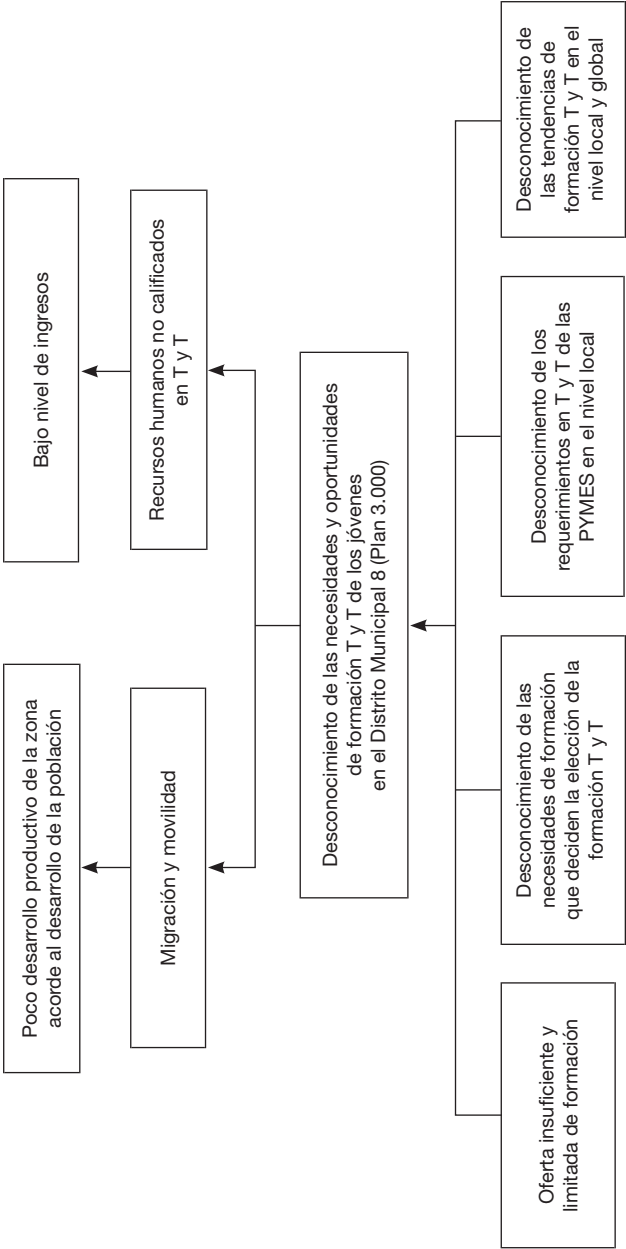 Poco desarrollo productivo de la zona
acorde al desarrollo de la población
Bajo nivel de ingresos
Migración y movilidad
Recursos humanos no calificados
en T y T
Desconocimiento de las necesidades y oportunidades
de formación T y T de los jóvenes
en el Distrito Municipal 8 (Plan 3.000)
Oferta insuficiente y
limitada de formación
Desconocimiento de las
necesidades de formación
que deciden la elección de la
formación T y T
Desconocimiento de los
requerimientos en T y T de las
PYMES en el nivel local
Desconocimiento de
las tendencias de
formación T y T en el
nivel local y global